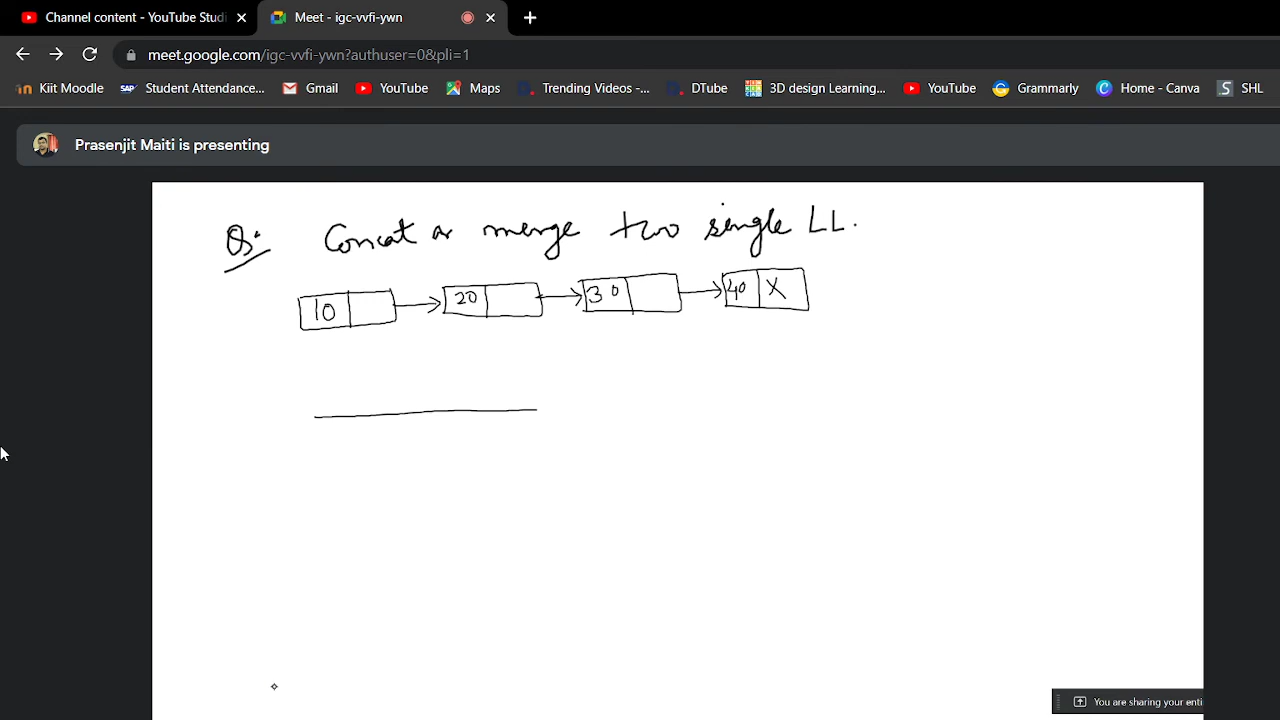 Channel content - YouTube Studi
Meet - igc-vvfi-ywn
meet.google.com/igc-vvfi-ywn?authuser=0&pli=1
Kiit Moodle Student Attendance... Gmail YouTube Maps Trending Videos -... DTube 3D design Learning,... YouTube Grammarly Home - Canva SHL
Prasenjit Maiti is presenting
Qs: Concat or merge two single LL.
10 20 30 40 X
You are sharing your enti